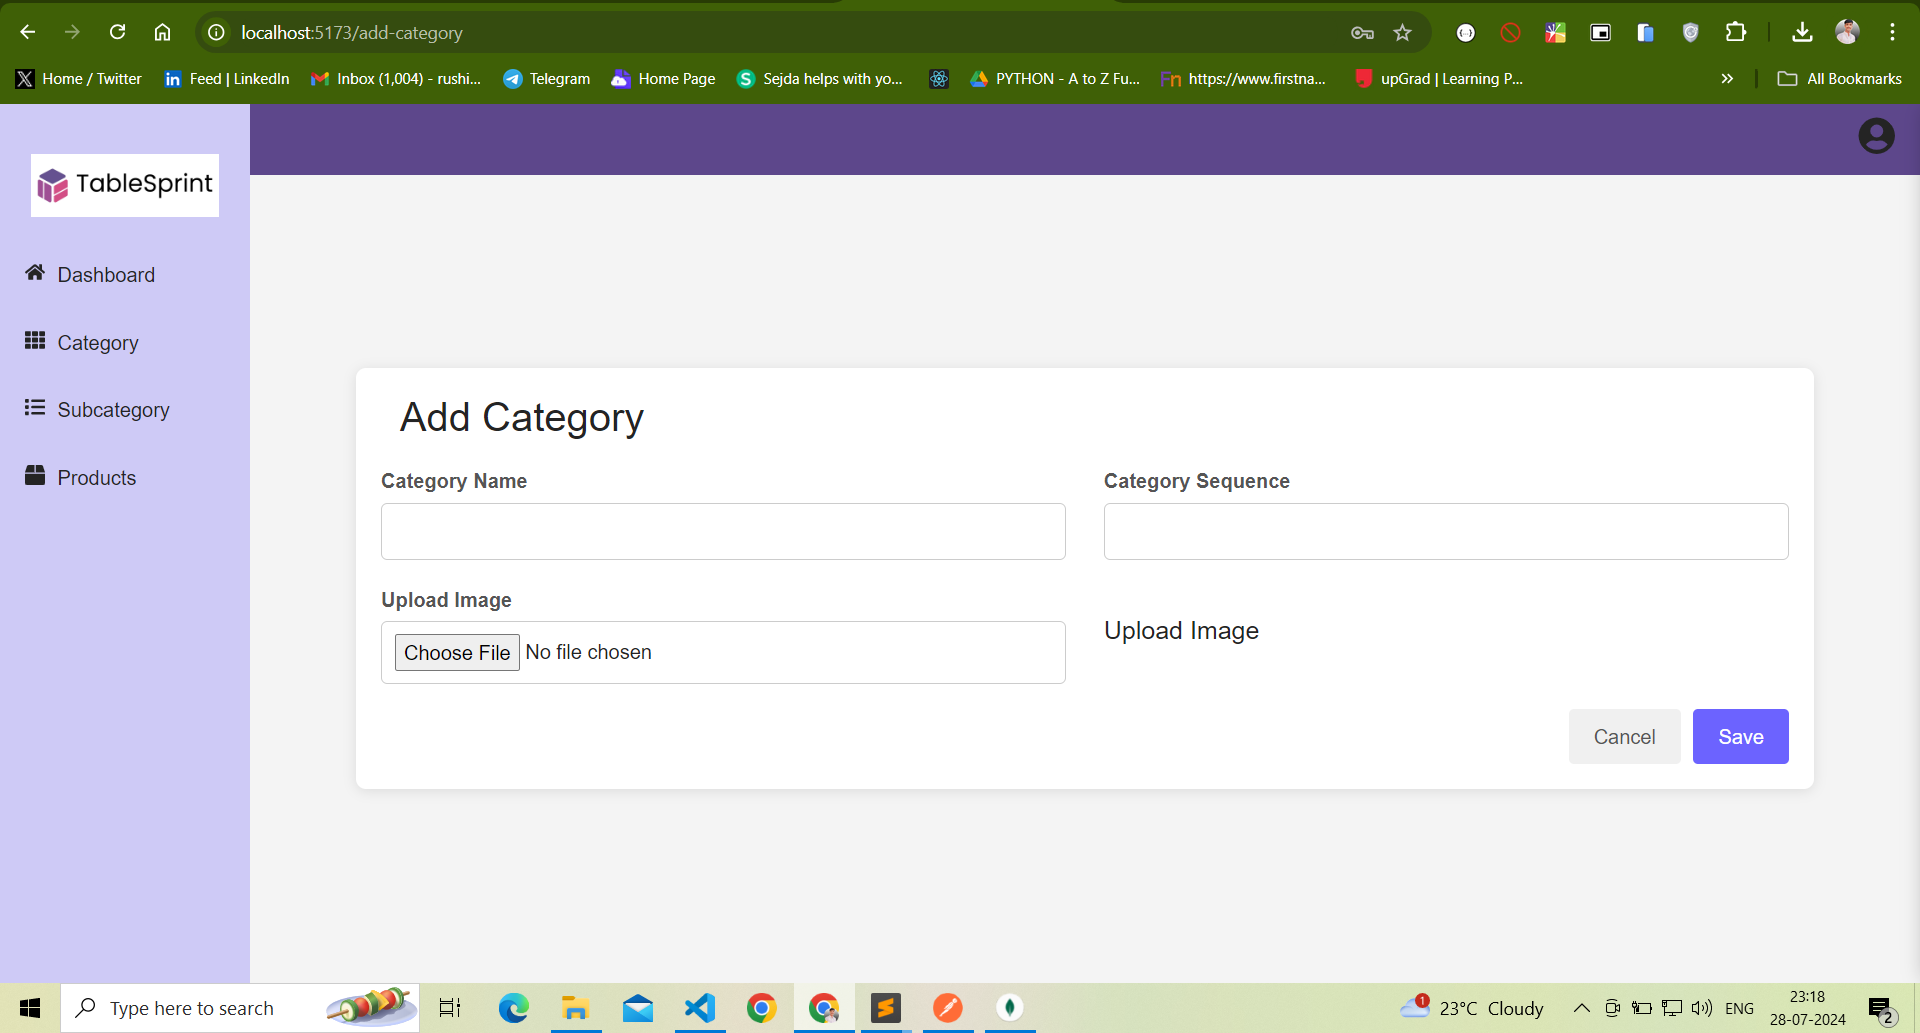 localhost:5173/add-category
Home / Twitter
Feed | LinkedIn
Inbox (1,004) - rushi...
Telegram
Home Page
Sejda helps with yo...
PYTHON - A to Z Fu...
Fn https://www.firstna...
upGrad | Learning P...
All Bookmarks
TableSprint
Dashboard
Category
Subcategory
Products
Add Category
Category Name
Category Sequence
Upload Image
Choose File No file chosen
Upload Image
Cancel
Save
Type here to search
1
23°C Cloudy
ENG
23:18
28-07-2024
2